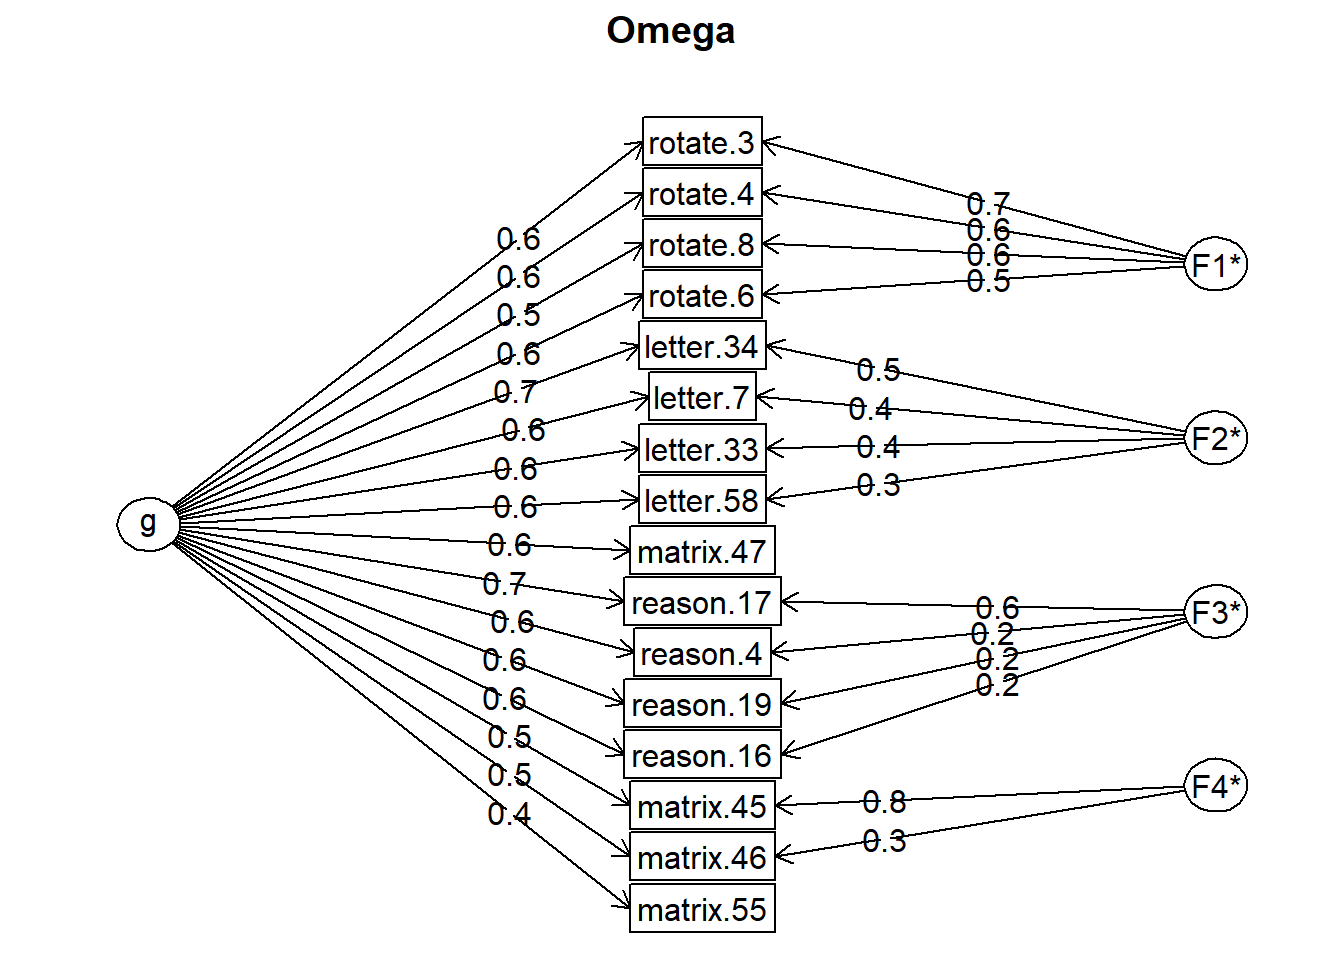 Omega
rotate.3
rotate.4
rotate.8
rotate.6
letter.34
letter.7
letter.33
letter.58
matrix.47
reason.17
reason.4
reason.19
reason.16
matrix.45
matrix.46
matrix.55
g
0.6
0.6
0.5
0.6
0.7
0.6
0.6
0.6
0.6
0.7
0.6
0.6
0.6
0.5
0.5
0.4
0.7
0.6
0.6
0.5
F1*
0.5
0.4
0.4
0.3
F2*
0.6
0.2
0.2
0.2
F3*
0.8
0.3
F4*